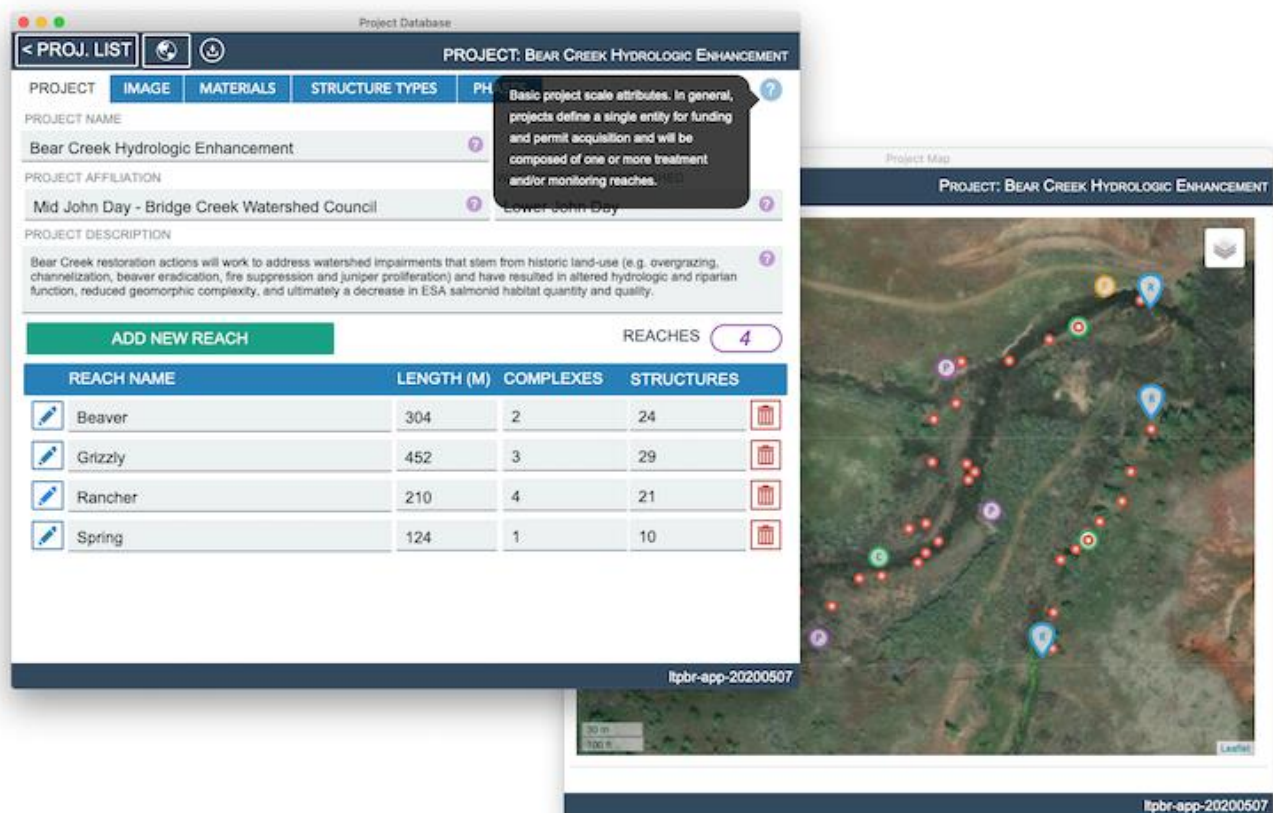 Project Database
< PROJ. LIST
PROJECT: BEAR CREEK HYDROLOGIC ENHANCEMENT
PROJECT IMAGE MATERIALS STRUCTURE TYPES PH
?
Basic project scale attributes. In general,
projects define a single entity for funding
and permit acquisition and will be
composed of one or more treatment
and/or monitoring reaches.
PROJECT NAME
Bear Creek Hydrologic Enhancement ?
PROJECT AFFILIATION
Mid John Day - Bridge Creek Watershed Council ? Lower John Day ?
PROJECT DESCRIPTION
Bear Creek restoration actions will work to address watershed impairments that stem from historic land-use (e.g. overgrazing, ?
channelization, beaver eradication, fire suppression and juniper proliferation) and have resulted in altered hydrologic and riparian
function, reduced geomorphic complexity, and ultimately a decrease in ESA salmonid habitat quantity and quality.
ADD NEW REACH REACHES 4
REACH NAME LENGTH (M) COMPLEXES STRUCTURES
Beaver 304 2 24
Grizzly 452 3 29
Rancher 210 4 21
Spring 124 1 10
ltpbr-app-20200507
Project Map
PROJECT: BEAR CREEK HYDROLOGIC ENHANCEMENT
R
P
R
P
C
P
R
30 m
100 ft
Leaflet
ltpbr-app-20200507